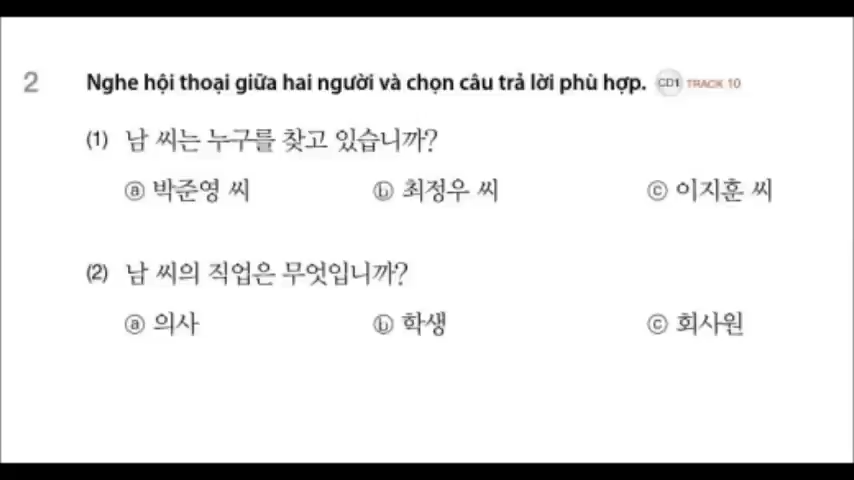 2 Nghe hội thoại giữa hai người và chọn câu trả lời phù hợp. CD1 TRACK 10
(1) 남 씨는 누구를 찾고 있습니까?
ⓐ 박준영 씨 ⓑ 최정우 씨 ⓒ 이지훈 씨
(2) 남 씨의 직업은 무엇입니까?
ⓐ 의사 ⓑ 학생 ⓒ 회사원